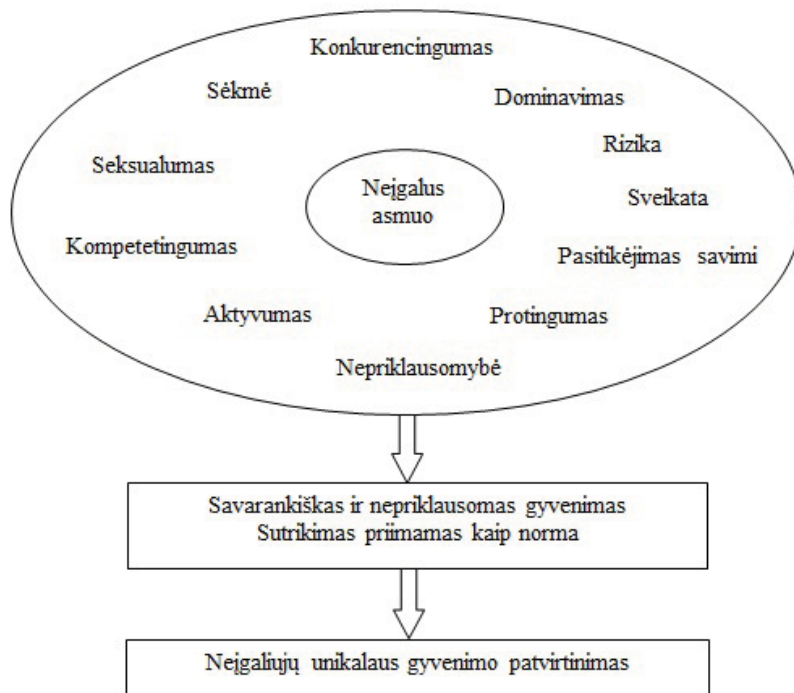 Konkurencingumas
Sėkmė
Dominavimas
Rizika
Seksualumas
Neįgalus
asmuo
Sveikata
Kompetetingumas
Pasitikėjimas savimi
Aktyvumas
Protingumas
Nepriklausomybė
Savarankiškas ir nepriklausomas gyvenimas
Sutrikimas priimamas kaip norma
Neįgaliųjų unikalaus gyvenimo patvirtinimas